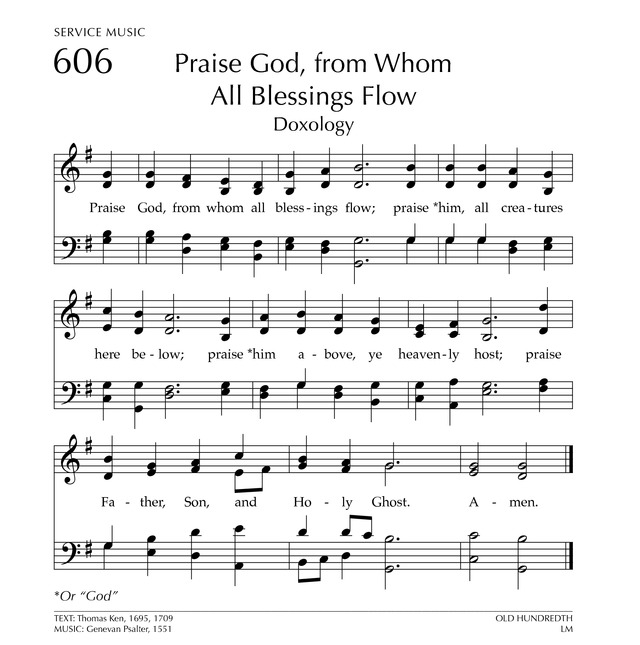 SERVICE MUSIC
606
Praise God, from Whom
All Blessings Flow
Doxology
Praise God, from whom all bless - ings flow; praise *him, all crea - tures
here be - low; praise *him a - bove, ye heaven - ly host; praise
Fa - ther, Son, and Ho - ly Ghost. A - men.
*Or “God”
TEXT: Thomas Ken, 1695, 1709
MUSIC: Genevan Psalter, 1551
OLD HUNDREDTH
LM